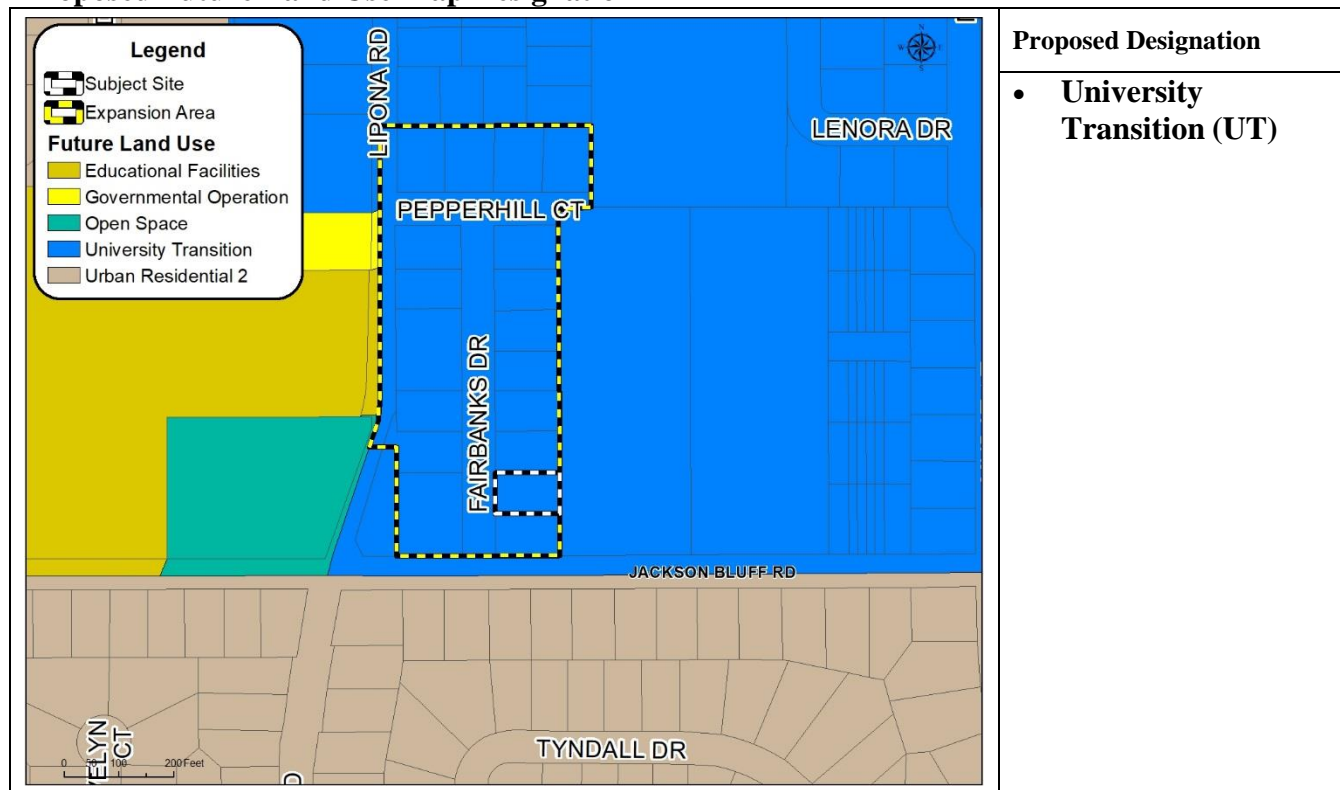 Legend
Subject Site
Expansion Area
Future Land Use
Educational Facilities
Governmental Operation
Open Space
University Transition
Urban Residential 2
LIPONA RD
N
W E
S
LENORA DR
PEPPERHILL CT
FAIRBANKS DR
JACKSON BLUFF RD
TYNDALL DR
CT
0 50 100 200 Feet
Proposed Designation
• University
Transition (UT)